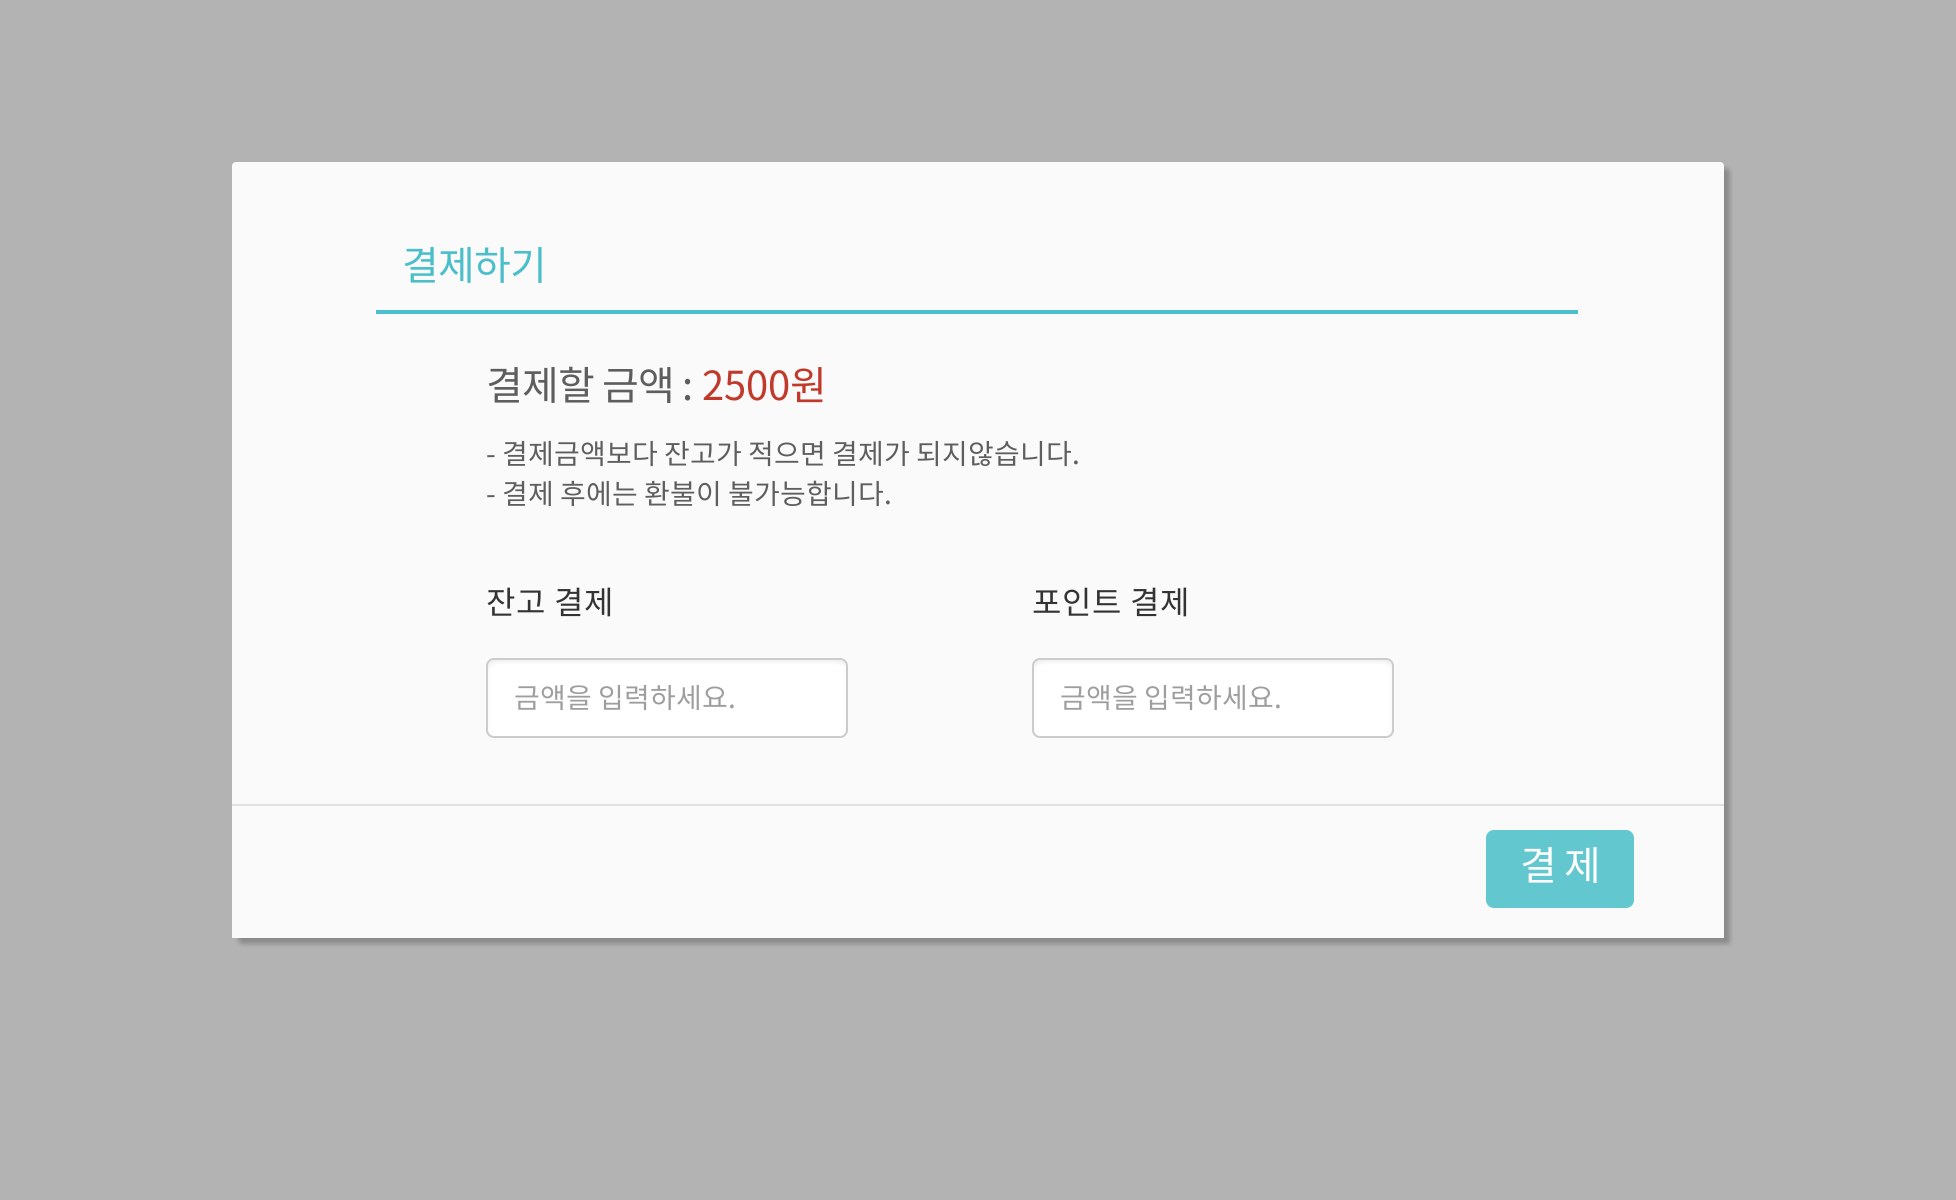 결제하기
결제할 금액 : 2500원
- 결제금액보다 잔고가 적으면 결제가 되지않습니다.
- 결제 후에는 환불이 불가능합니다.
잔고 결제
포인트 결제
금액을 입력하세요.
금액을 입력하세요.
결 제